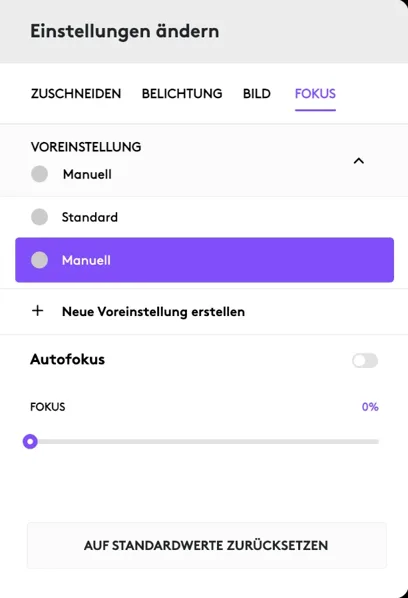 Einstellungen ändern
ZUSCHNEIDEN BELICHTUNG BILD FOKUS
VOREINSTELLUNG
Manuell
Standard
Manuell
+ Neue Voreinstellung erstellen
Autofokus
FOKUS 0%
AUF STANDARDWERTE ZURÜCKSETZEN